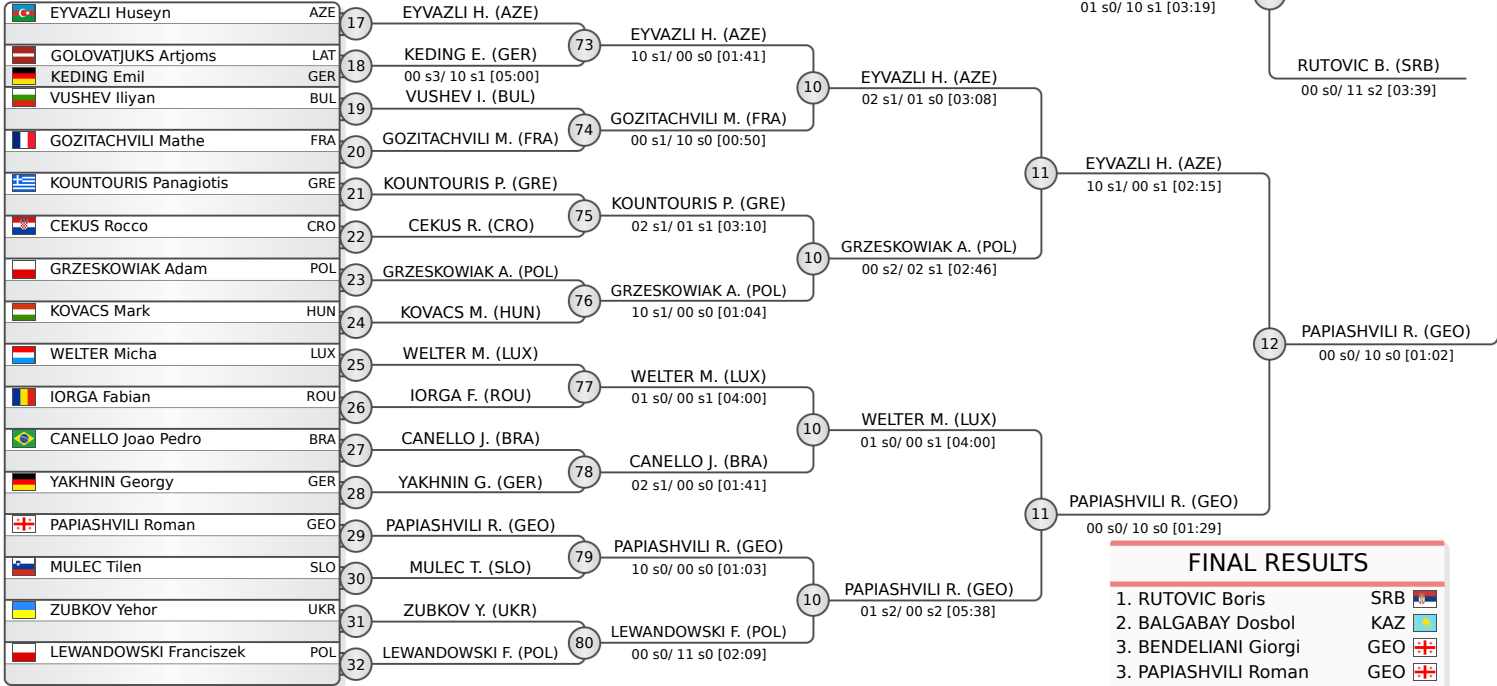 EYVAZLI Huseyn AZE
GOLOVATJUKS Artjoms LAT
KEDING Emil GER
VUSHEV Iliyan BUL
GOZITACHVILI Mathe FRA
KOUNTOURIS Panagiotis GRE
CEKUS Rocco CRO
GRZESKOWIAK Adam POL
KOVACS Mark HUN
WELTER Micha LUX
IORGA Fabian ROU
CANELLO Joao Pedro BRA
YAKHNIN Georgy GER
PAPIASHVILI Roman GEO
MULEC Tilen SLO
ZUBKOV Yehor UKR
LEWANDOWSKI Franciszek POL
17
18
19
20
21
22
23
24
25
26
27
28
29
30
31
32
EYVAZLI H. (AZE)
KEDING E. (GER)
00 s3/ 10 s1 [05:00]
VUSHEV I. (BUL)
GOZITACHVILI M. (FRA)
KOUNTOURIS P. (GRE)
CEKUS R. (CRO)
GRZESKOWIAK A. (POL)
KOVACS M. (HUN)
WELTER M. (LUX)
IORGA F. (ROU)
CANELLO J. (BRA)
YAKHNIN G. (GER)
PAPIASHVILI R. (GEO)
MULEC T. (SLO)
ZUBKOV Y. (UKR)
LEWANDOWSKI F. (POL)
73
74
75
76
77
78
79
80
EYVAZLI H. (AZE)
10 s1/ 00 s0 [01:41]
GOZITACHVILI M. (FRA)
00 s1/ 10 s0 [00:50]
KOUNTOURIS P. (GRE)
02 s1/ 01 s1 [03:10]
GRZESKOWIAK A. (POL)
10 s1/ 00 s0 [01:04]
WELTER M. (LUX)
01 s0/ 00 s1 [04:00]
CANELLO J. (BRA)
02 s1/ 00 s0 [01:41]
PAPIASHVILI R. (GEO)
10 s0/ 00 s0 [01:03]
LEWANDOWSKI F. (POL)
00 s0/ 11 s0 [02:09]
10
10
10
10
EYVAZLI H. (AZE)
02 s1/ 01 s0 [03:08]
GRZESKOWIAK A. (POL)
00 s2/ 02 s1 [02:46]
WELTER M. (LUX)
01 s0/ 00 s1 [04:00]
PAPIASHVILI R. (GEO)
01 s2/ 00 s2 [05:38]
11
11
01 s0/ 10 s1 [03:19]
EYVAZLI H. (AZE)
10 s1/ 00 s1 [02:15]
PAPIASHVILI R. (GEO)
00 s0/ 10 s0 [01:29]
12
RUTOVIC B. (SRB)
00 s0/ 11 s2 [03:39]
PAPIASHVILI R. (GEO)
00 s0/ 10 s0 [01:02]
FINAL RESULTS
1. RUTOVIC Boris SRB
2. BALGABAY Dosbol KAZ
3. BENDELIANI Giorgi GEO
3. PAPIASHVILI Roman GEO